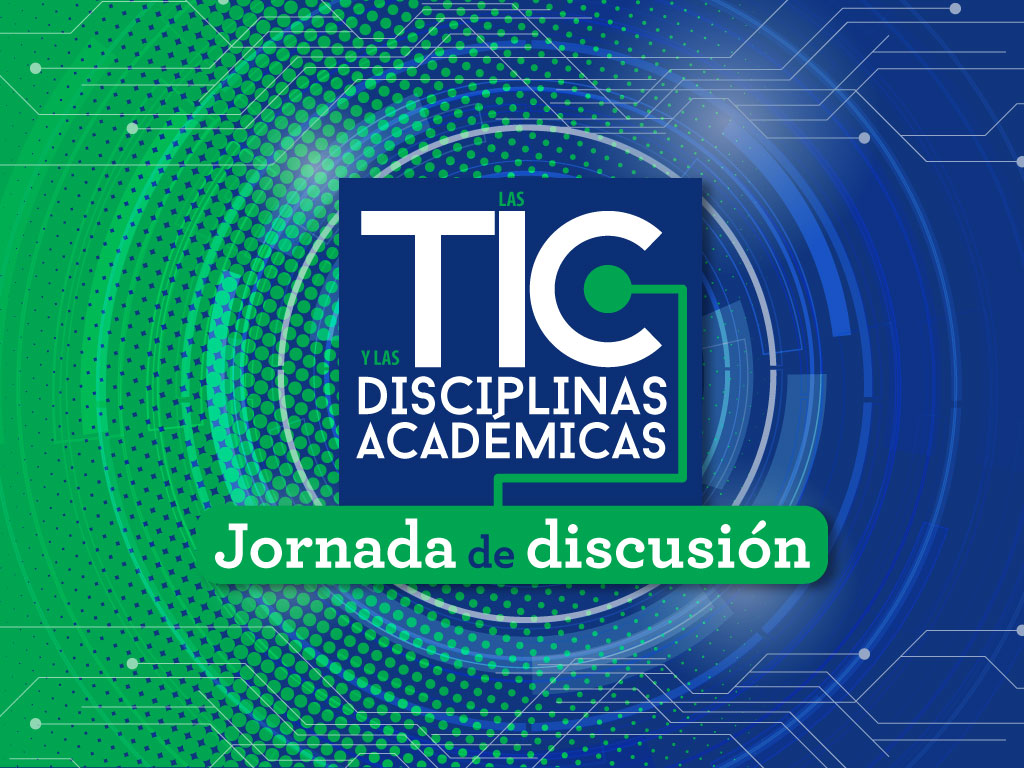 LAS
TIC
Y LAS
DISCIPLINAS
ACADÉMICAS
Jornada de discusión